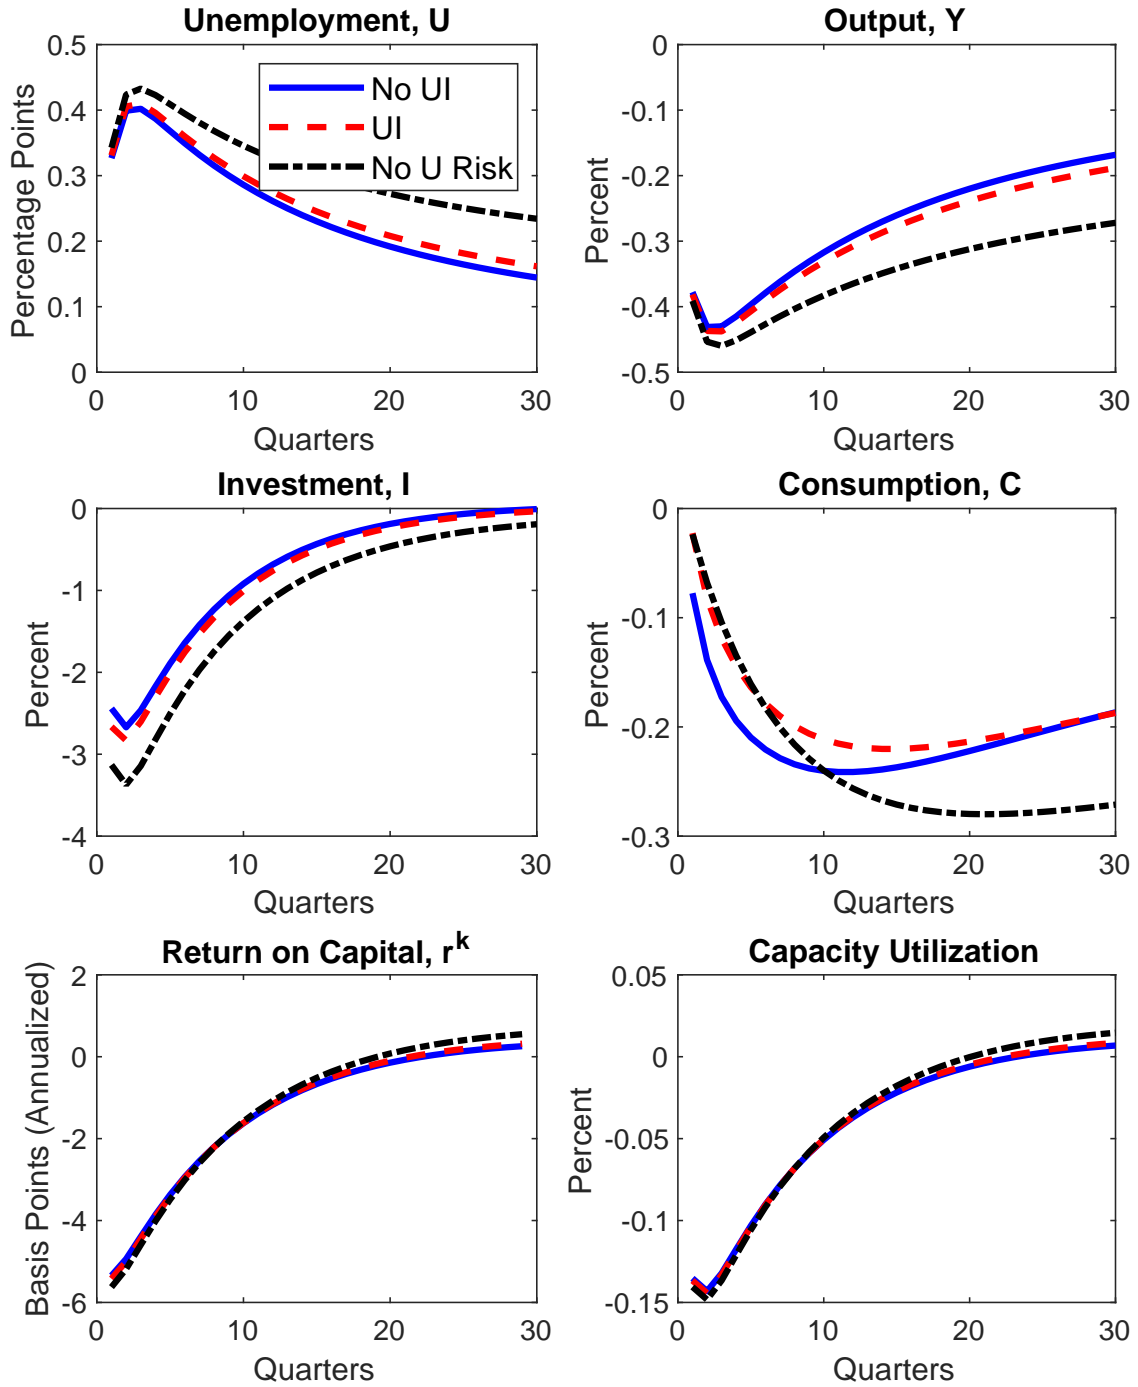 Unemployment, U
Percentage Points
0.5
0.4
0.3
0.2
0.1
0
0
10
20
30
Quarters
No UI
UI
No U Risk
Output, Y
Percent
0
-0.1
-0.2
-0.3
-0.4
-0.5
0
10
20
30
Quarters
Investment, I
Percent
0
-1
-2
-3
-4
0
10
20
30
Quarters
Consumption, C
Percent
0
-0.1
-0.2
-0.3
0
10
20
30
Quarters
Return on Capital, r^k
Basis Points (Annualized)
2
0
-2
-4
-6
0
10
20
30
Quarters
Capacity Utilization
Percent
0.05
0
-0.05
-0.1
-0.15
0
10
20
30
Quarters